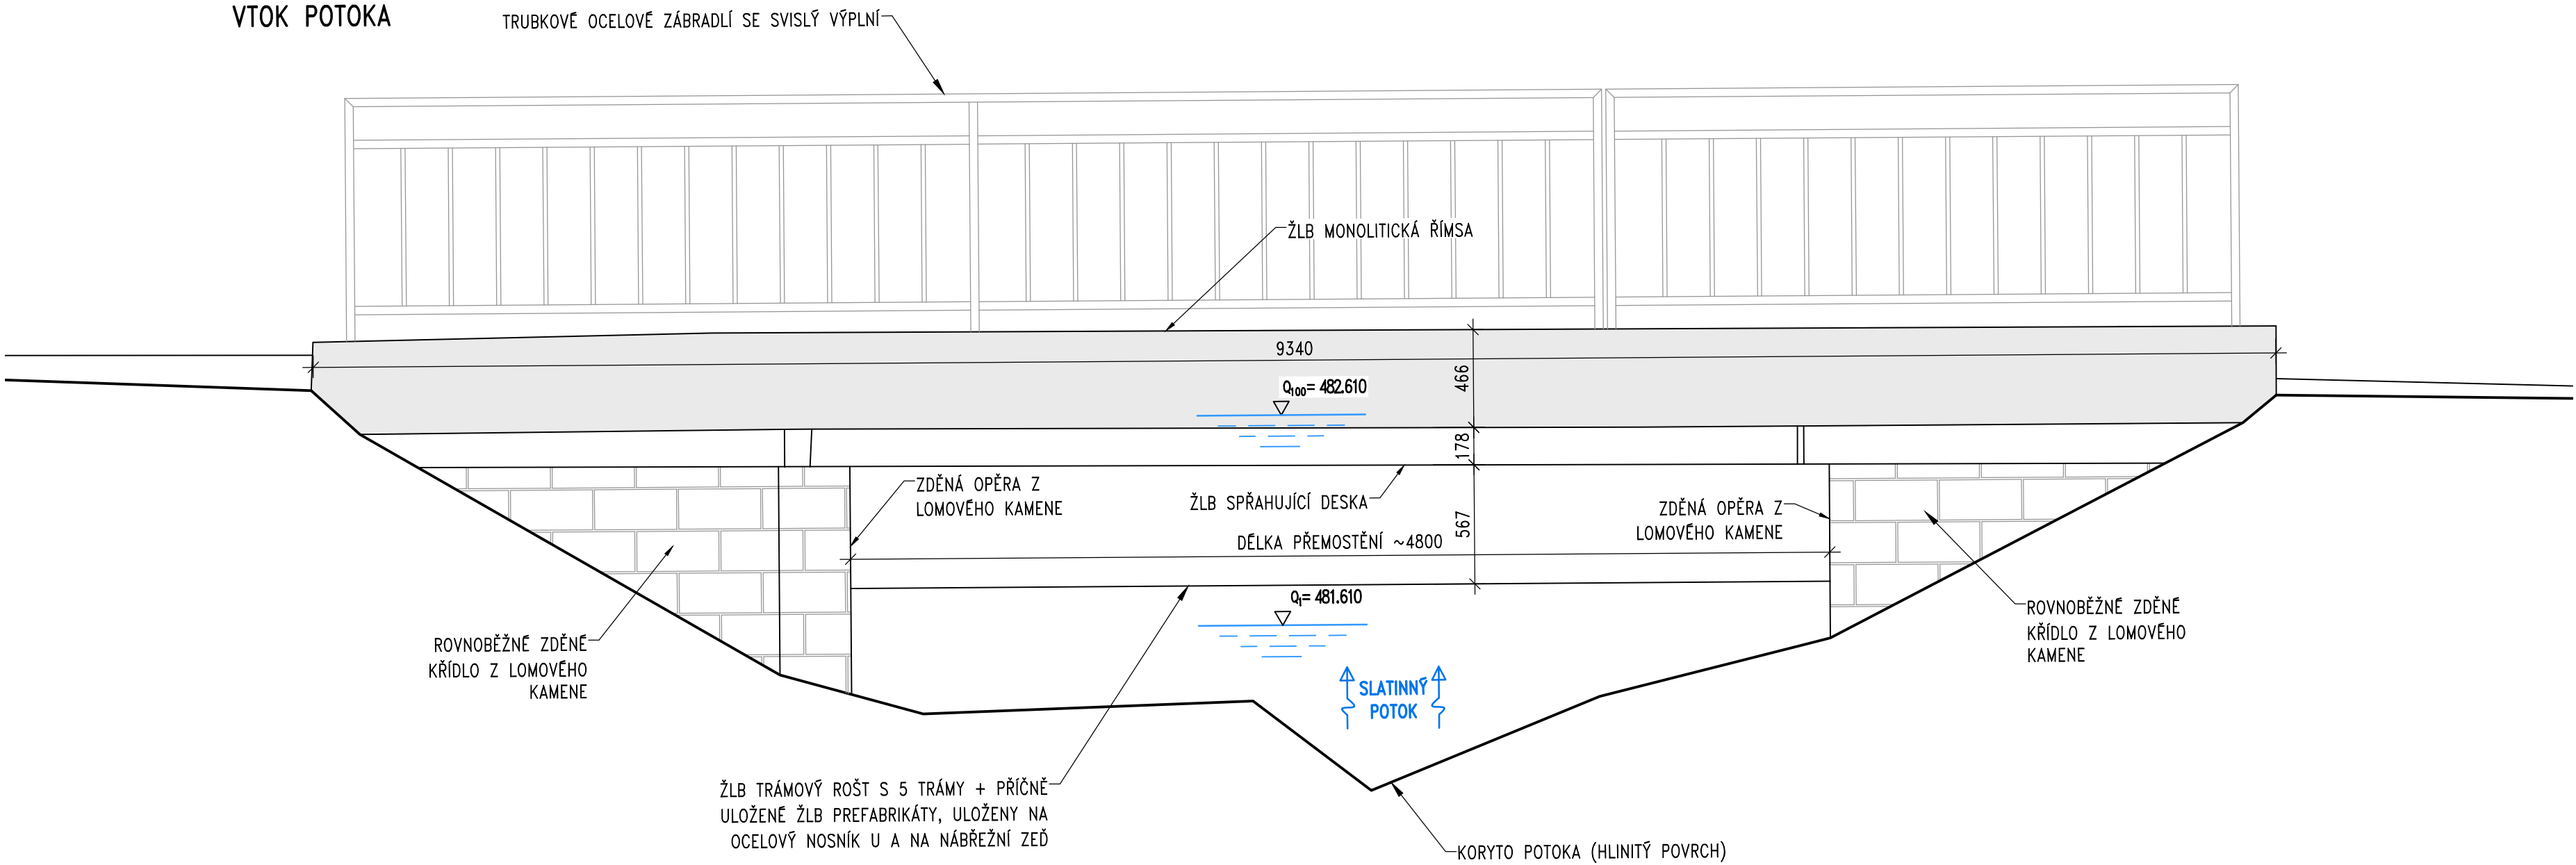 VTOK POTOKA
TRUBKOVÉ OCELOVÉ ZÁBRADLÍ SE SVISLÝ VÝPLNÍ
ŽLB MONOLITICKÁ ŘÍMSA
9340
466
Q100= 482.610
178
ZDĚNÁ OPĚRA Z
LOMOVÉHO KAMENE
ŽLB SPŘAHUJÍCÍ DESKA
567
ZDĚNÁ OPĚRA Z
LOMOVÉHO KAMENE
DÉLKA PŘEMOSTĚNÍ ~4800
Q1= 481.610
ROVNOBĚŽNÉ ZDĚNÉ
KŘÍDLO Z LOMOVÉHO
KAMENE
ROVNOBĚŽNÉ ZDĚNÉ
KŘÍDLO Z LOMOVÉHO
KAMENE
SLATINNÝ
POTOK
ŽLB TRÁMOVÝ ROŠT S 5 TRÁMY + PŘÍČNĚ
ULOŽENÉ ŽLB PREFABRIKÁTY, ULOŽENY NA
OCELOVÝ NOSNÍK U A NA NÁBŘEŽNÍ ZEĎ
KORYTO POTOKA (HLINITÝ POVRCH)